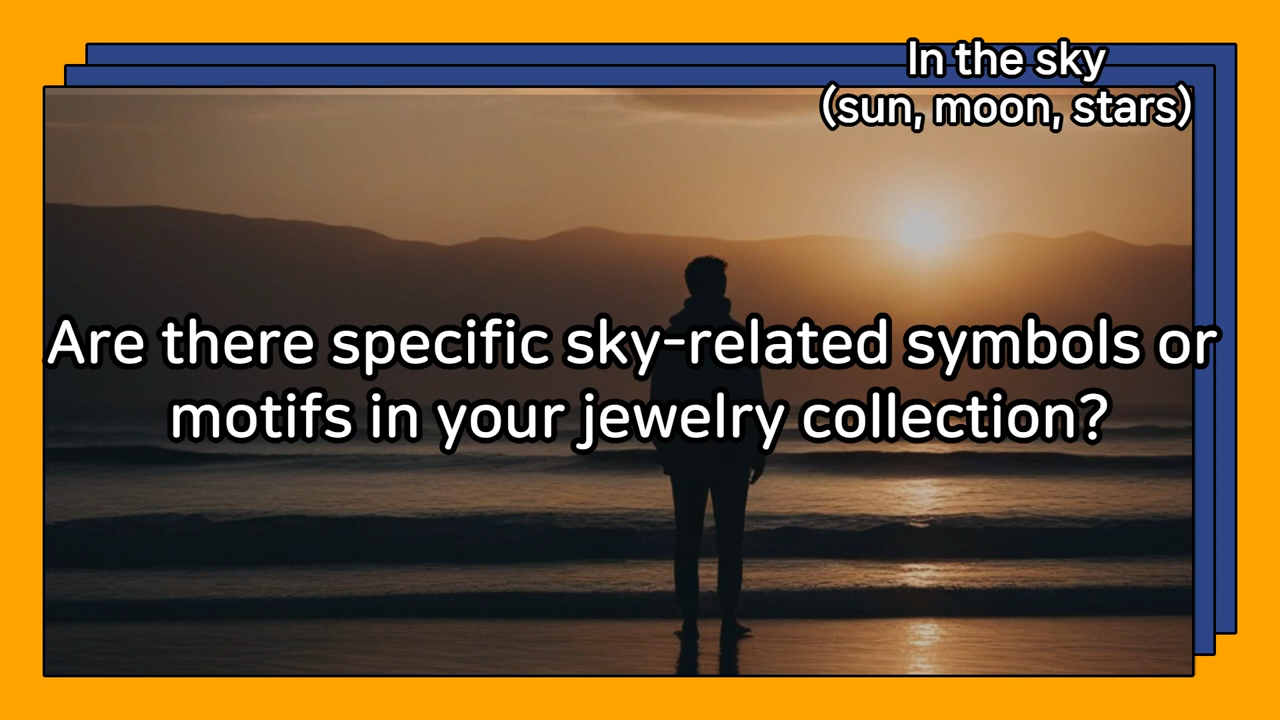 In the sky
(sun, moon, stars)
Are there specific sky-related symbols or
motifs in your jewelry collection?